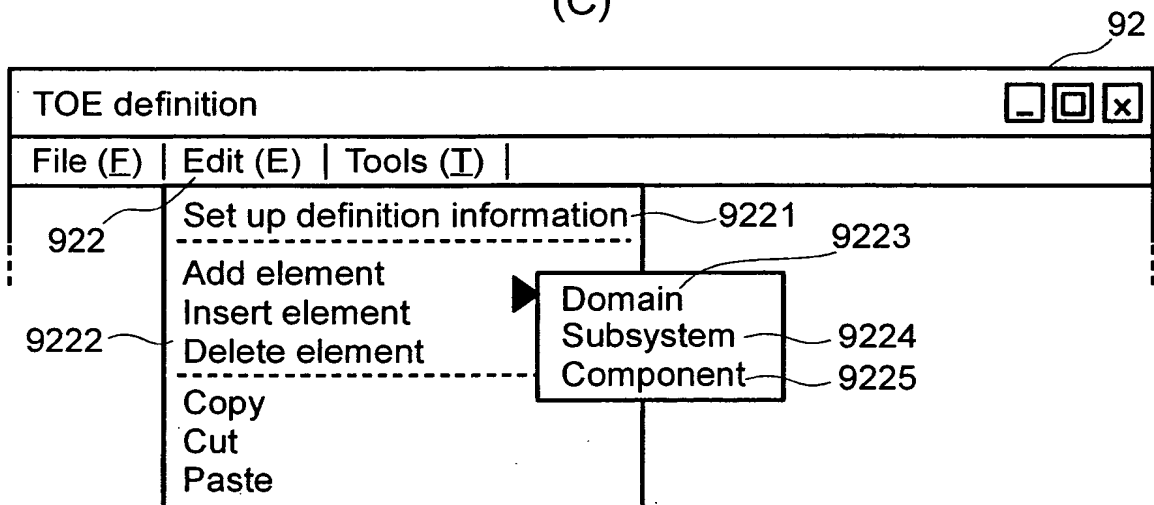 (C)
92
TOE definition
File (F) | Edit (E) | Tools (T) |
Set up definition information 9221
922
9223
Add element
Domain
Insert element
Subsystem 9224
9222 Delete element
Component 9225
Copy
Cut
Paste